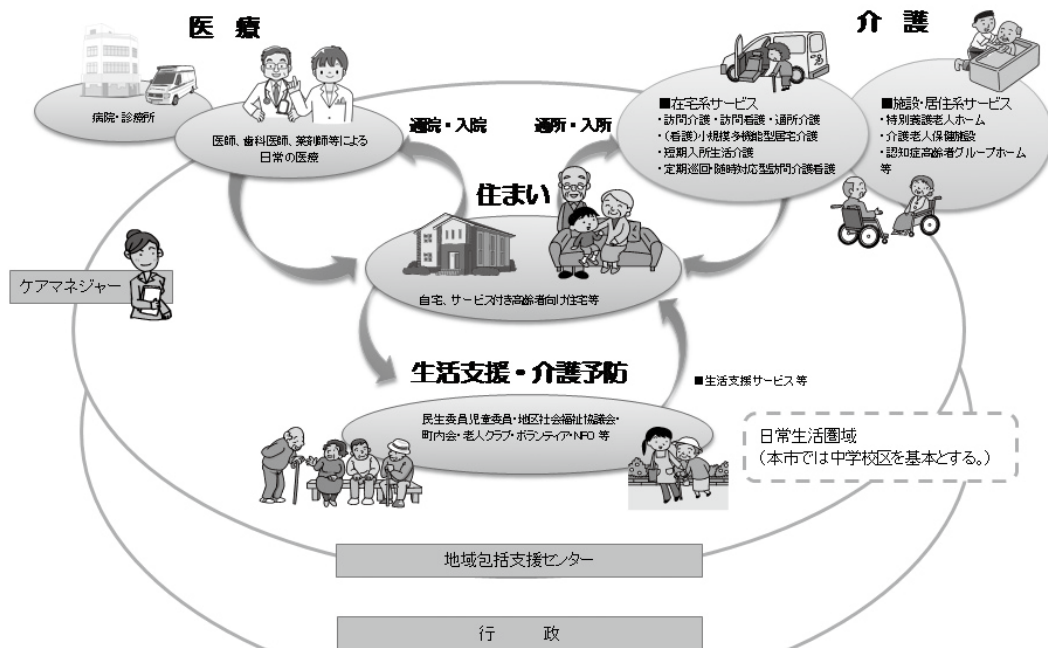 医 療
介 護
病院・診療所
医師、歯科医師、薬剤師等による
日常の医療
通院・入院
通所・入所
■在宅系サービス
・訪問介護・訪問看護・通所介護
・(看護)小規模多機能型居宅介護
・短期入所生活介護
・定期巡回・随時対応型訪問介護看護
■施設・居住系サービス
・特別養護老人ホーム
・介護老人保健施設
・認知症高齢者グループホーム
等
住まい
自宅、サービス付き高齢者向け住宅等
ケアマネジャー
生活支援・介護予防
■生活支援サービス等
民生委員児童委員・地区社会福祉協議会・
町内会・老人クラブ・ボランティア・NPO 等
日常生活圏域
(本市では中学校区を基本とする。)
地域包括支援センター
行 政